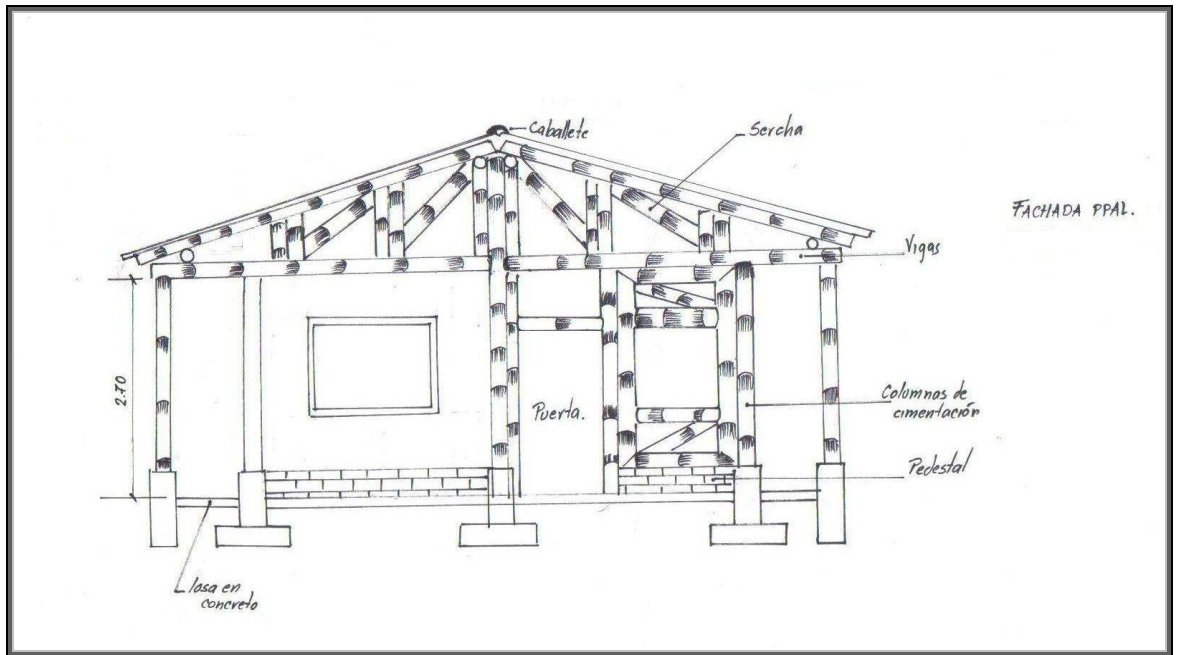 Caballete
Sercha
FACHADA PPAL.
Vigas
2.70
Puerta.
Columnas de
cimentación
Pedestal
losa en
concreto